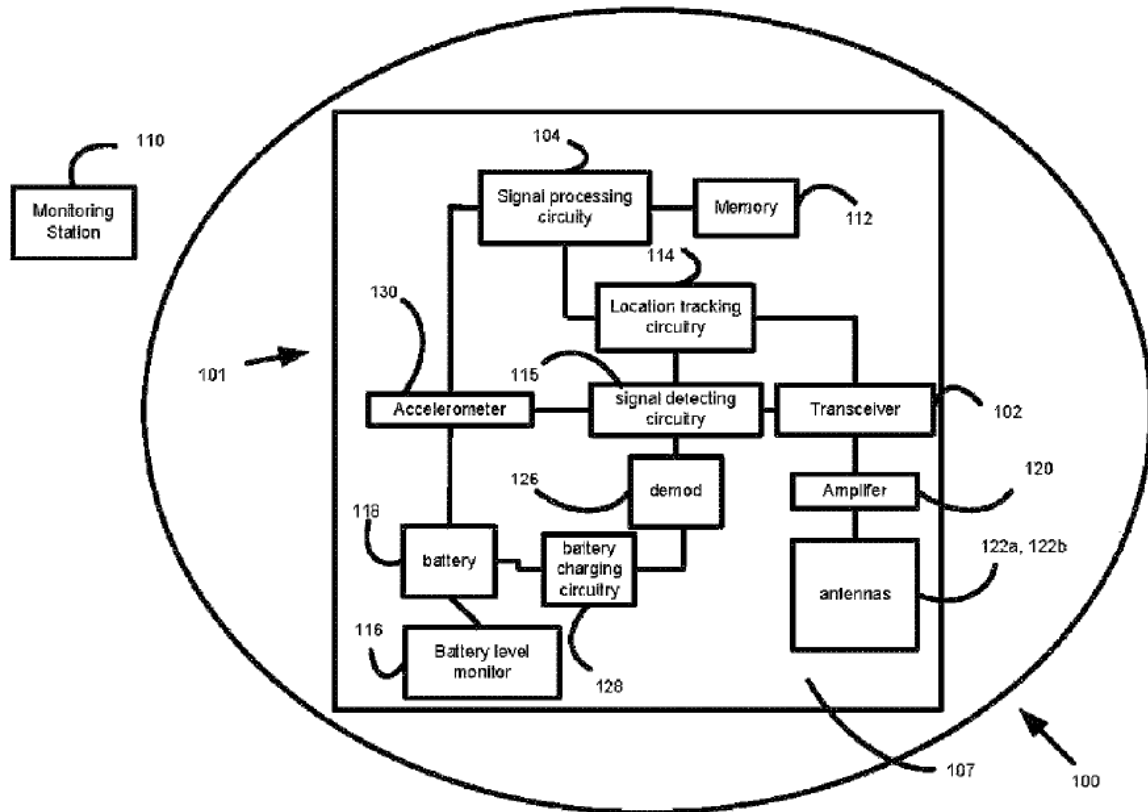 110
Monitoring
Station
104
Signal processing
circuity
Memory
112
114
Location tracking
circuitry
130
101
115
Accelerometer
signal detecting
circuitry
Transceiver
102
126
demod
Amplifer
120
118
battery
battery
charging
circuitry
122a, 122b
antennas
116
Battery level
monitor
128
107
100